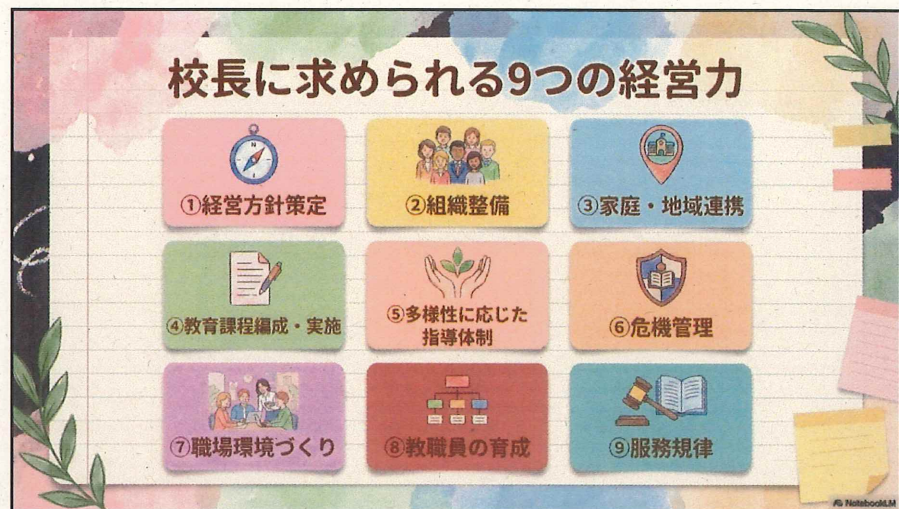 校長に求められる9つの経営力
①経営方針策定
②組織整備
③家庭・地域連携
④教育課程編成・実施
⑤多様性に応じた
指導体制
⑥危機管理
⑦職場環境づくり
⑧教職員の育成
⑨服務規律
NotebookLM